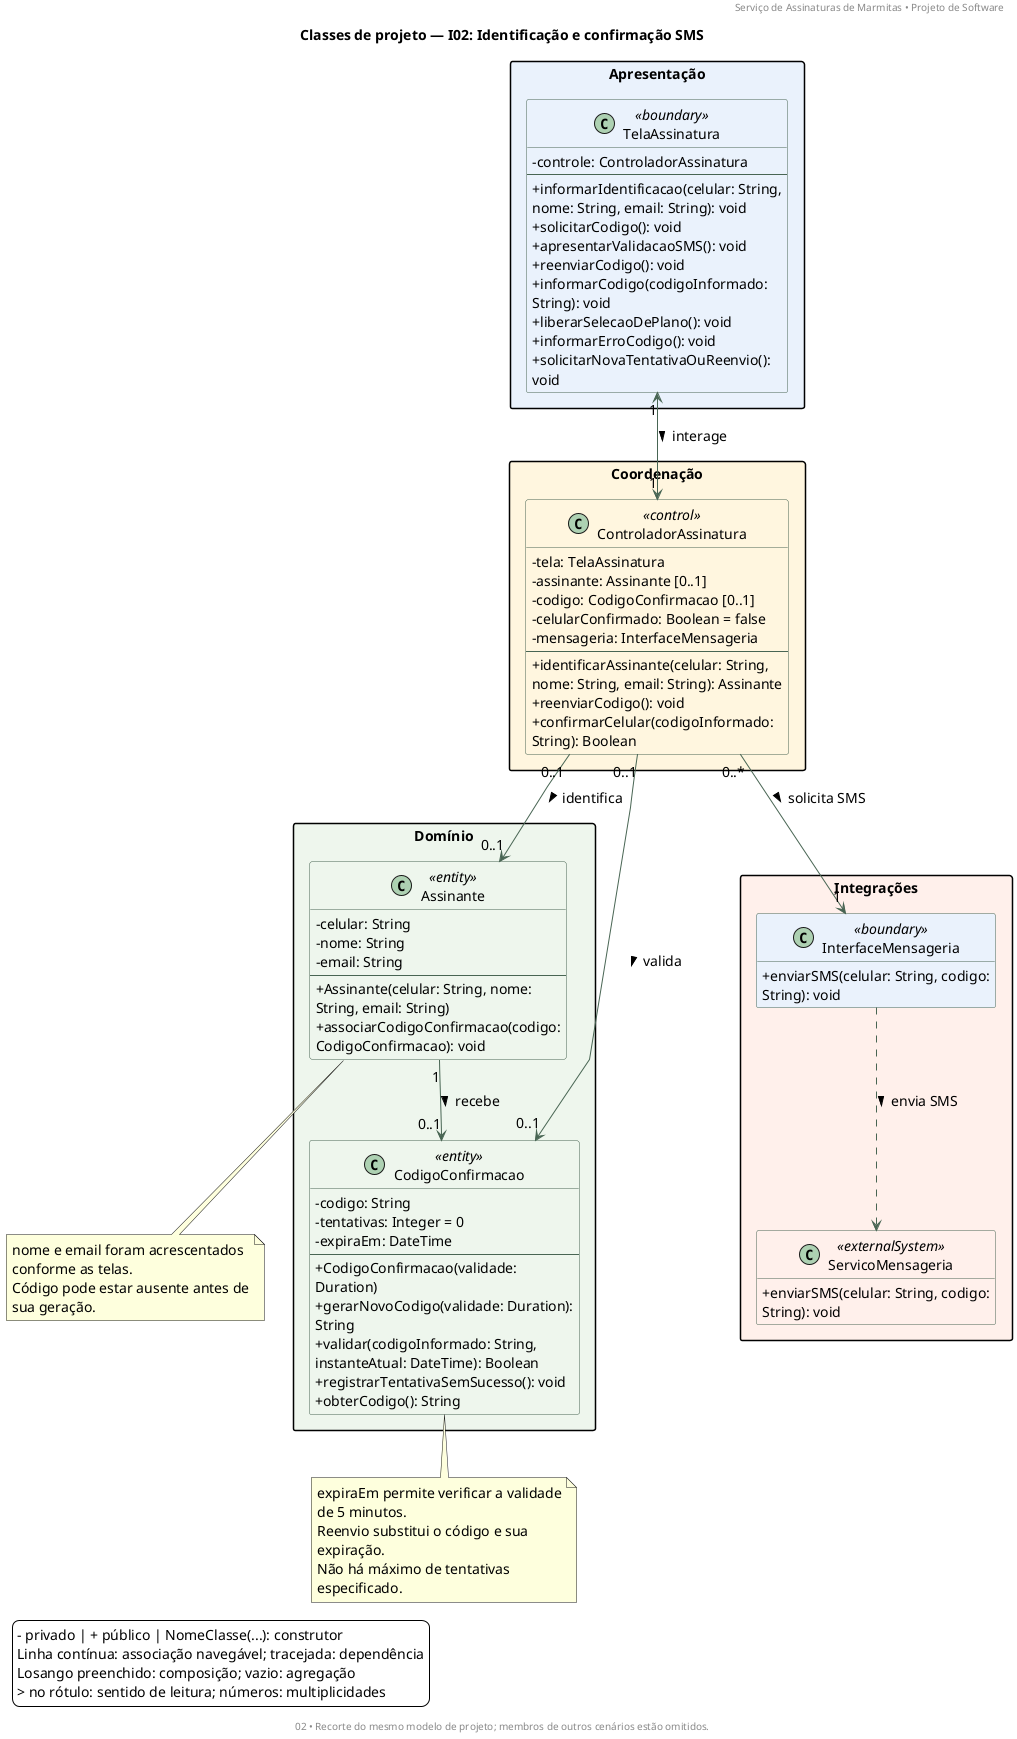 Serviço de Assinaturas de Marmitas • Projeto de Software
Classes de projeto — I02: Identificação e confirmação SMS
Apresentação
C
«boundary»
TelaAssinatura
-controle: ControladorAssinatura
+informarIdentificacao(celular: String,
nome: String, email: String): void
+solicitarCodigo(): void
+apresentarValidacaoSMS(): void
+reenviarCodigo(): void
+informarCodigo(codigoInformado:
String): void
+liberarSelecaoDePlano(): void
+informarErroCodigo(): void
+solicitarNovaTentativaOuReenvio():
void
1
interage
1
Coordenação
C
«control»
ControladorAssinatura
-tela: TelaAssinatura
-assinante: Assinante [0..1]
-codigo: CodigoConfirmacao [0..1]
-celularConfirmado: Boolean = false
-mensageria: InterfaceMensageria
+identificarAssinante(celular: String,
nome: String, email: String): Assinante
+reenviarCodigo(): void
+confirmarCelular(codigoInformado:
String): Boolean
0..1
0..1
0..*
identifica
solicita SMS
0..1
valida
1
Domínio
C
«entity»
Assinante
-celular: String
-nome: String
-email: String
+Assinante(celular: String, nome:
String, email: String)
+associarCodigoConfirmacao(codigo:
CodigoConfirmacao): void
1
recebe
0..1
0..1
C
«entity»
CodigoConfirmacao
-codigo: String
-tentativas: Integer = 0
-expiraEm: DateTime
+CodigoConfirmacao(validade:
Duration)
+gerarNovoCodigo(validade: Duration):
String
+validar(codigoInformado: String,
instanteAtual: DateTime): Boolean
+registrarTentativaSemSucesso(): void
+obterCodigo(): String
Integrações
C
«boundary»
InterfaceMensageria
+enviarSMS(celular: String, codigo:
String): void
envia SMS
C
«externalSystem»
ServicoMensageria
+enviarSMS(celular: String, codigo:
String): void
nome e email foram acrescentados
conforme as telas.
Código pode estar ausente antes de
sua geração.
expiraEm permite verificar a validade
de 5 minutos.
Reenvio substitui o código e sua
expiração.
Não há máximo de tentativas
especificado.
- privado | + público | NomeClasse(...): construtor
Linha contínua: associação navegável; tracejada: dependência
Losango preenchido: composição; vazio: agregação
> no rótulo: sentido de leitura; números: multiplicidades
02 • Recorte do mesmo modelo de projeto; membros de outros cenários estão omitidos.